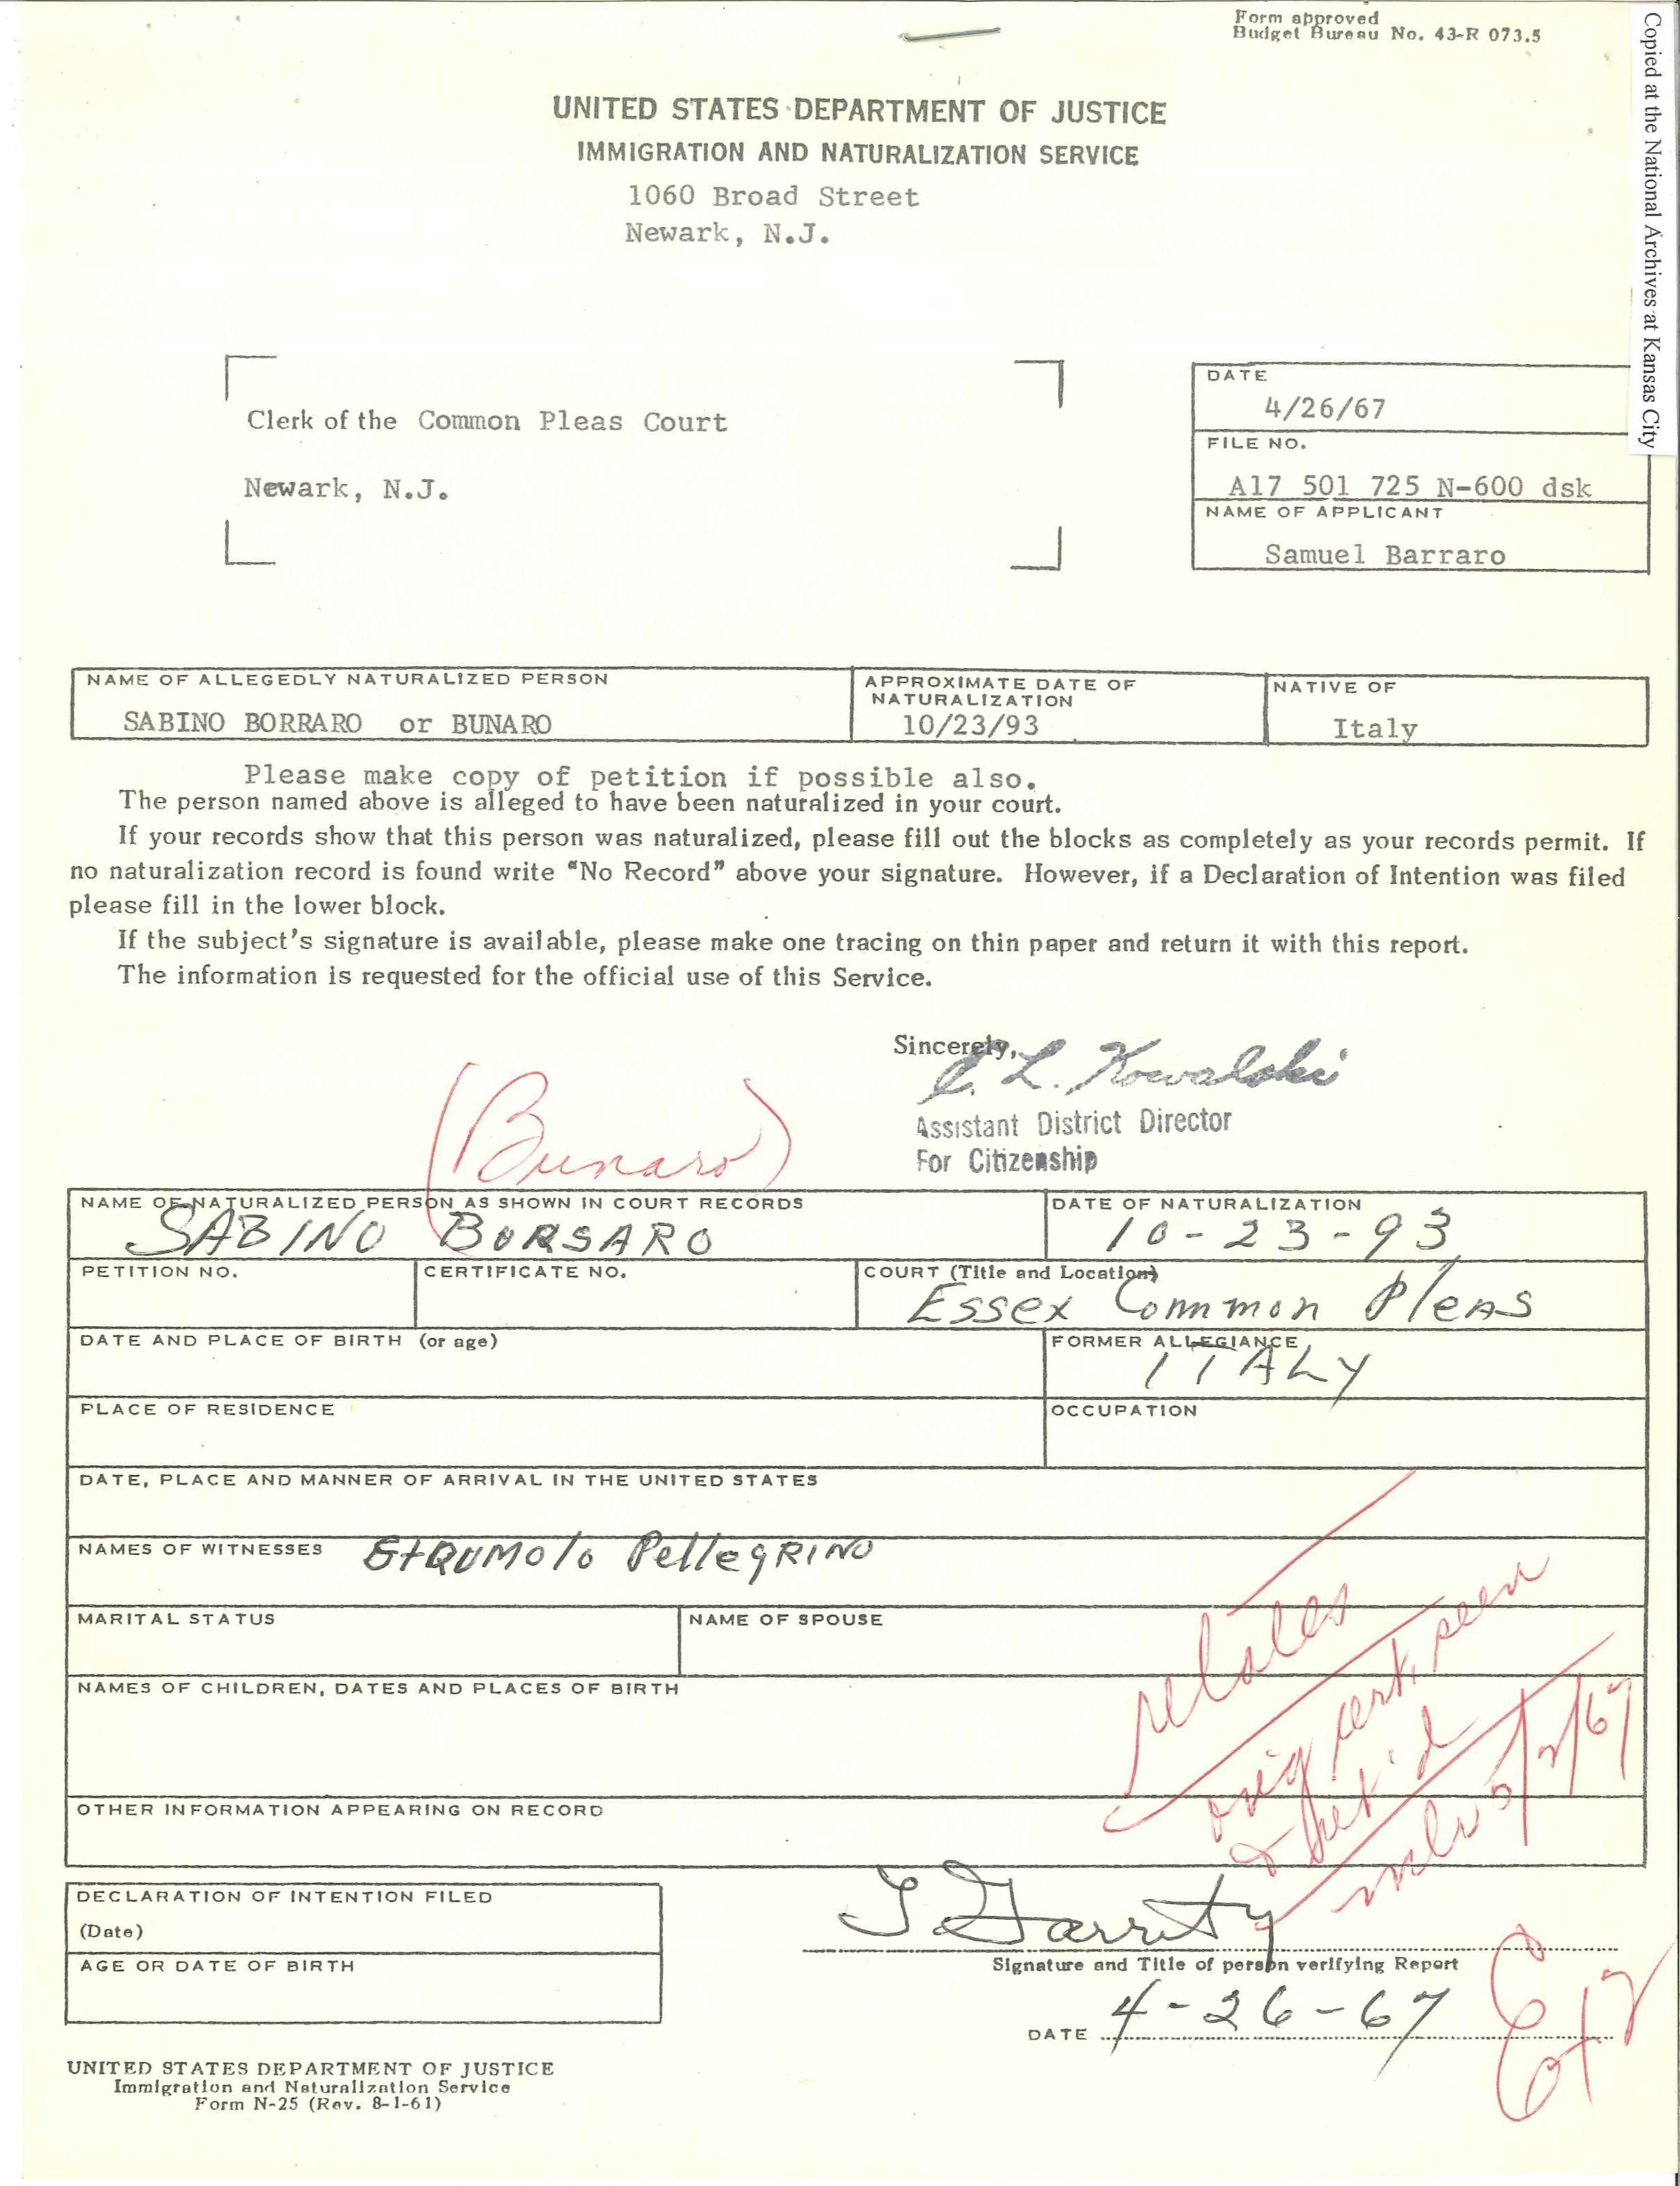 Form approved
Budget Bureau No. 43-R 073.5
Copied at the National Archives at Kansas City
UNITED STATES DEPARTMENT OF JUSTICE
IMMIGRATION AND NATURALIZATION SERVICE
1060 Broad Street
Newark, N.J.
Clerk of the Common Pleas Court
Newark, N.J.
DATE
4/26/67
FILE NO.
A17 501 725 N-600 dsk
NAME OF APPLICANT
Samuel Barraro
NAME OF ALLEGEDLY NATURALIZED PERSON
SABINO BORRARO or BUNARO
APPROXIMATE DATE OF
NATURALIZATION
10/23/93
NATIVE OF
Italy
Please make copy of petition if possible also.
The person named above is alleged to have been naturalized in your court.
If your records show that this person was naturalized, please fill out the blocks as completely as your records permit. If
no naturalization record is found write "No Record" above your signature. However, if a Declaration of Intention was filed
please fill in the lower block.
If the subject's signature is available, please make one tracing on thin paper and return it with this report.
The information is requested for the official use of this Service.
Sincerely,
C. L. Kowalski
Assistant District Director
For Citizenship
(Bunaro)
NAME OF NATURALIZED PERSON AS SHOWN IN COURT RECORDS
SABINO BORSARO
DATE OF NATURALIZATION
10-23-93
PETITION NO.
CERTIFICATE NO.
COURT (Title and Location)
Essex Common Pleas
DATE AND PLACE OF BIRTH (or age)
FORMER ALLEGIANCE
ITALY
PLACE OF RESIDENCE
OCCUPATION
DATE, PLACE AND MANNER OF ARRIVAL IN THE UNITED STATES
NAMES OF WITNESSES
Pellegrino
MARITAL STATUS
NAME OF SPOUSE
NAMES OF CHILDREN, DATES AND PLACES OF BIRTH
relates
orig cert. seen
& ret'd
5/2/67
OTHER INFORMATION APPEARING ON RECORD
DECLARATION OF INTENTION FILED
(Date)
AGE OR DATE OF BIRTH
T Garrity
Signature and Title of person verifying Report
DATE 4-26-67
UNITED STATES DEPARTMENT OF JUSTICE
Immigration and Naturalization Service
Form N-25 (Rev. 8-1-61)